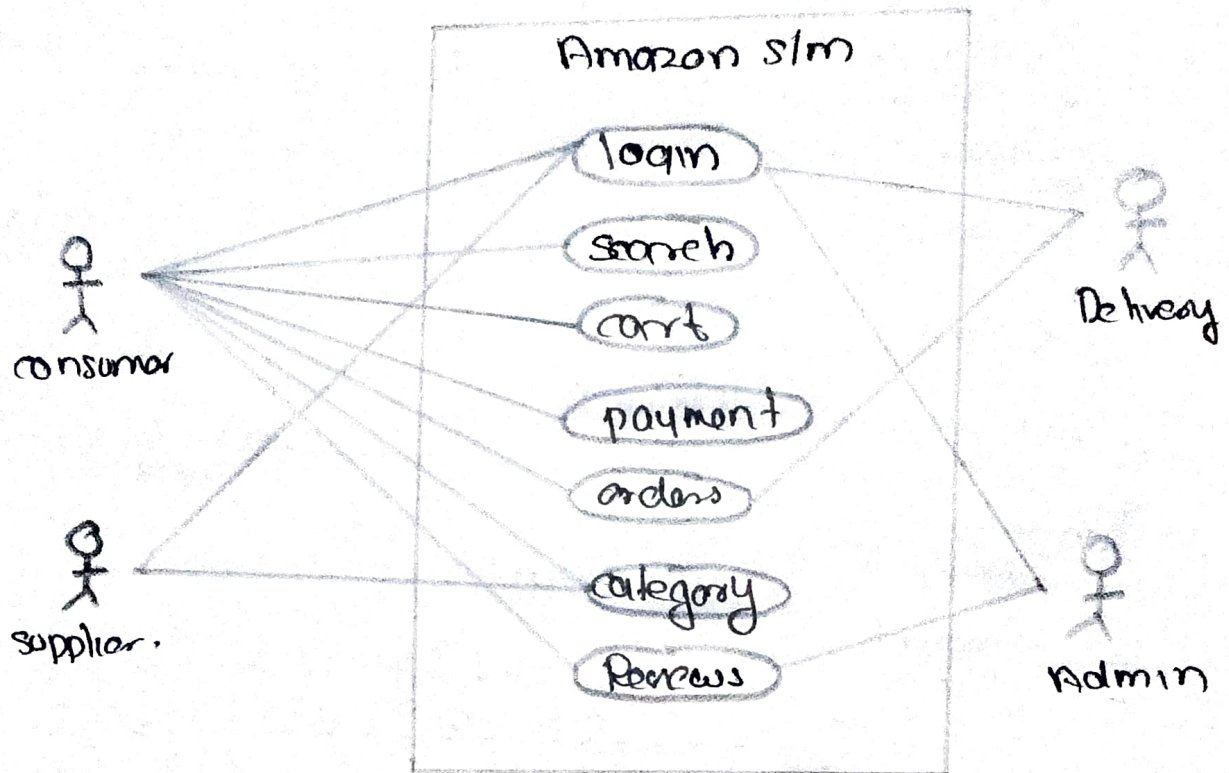 Amazon s/m
login
search
cart
consumer
Delivery
payment
orders
category
supplier.
Reviews
Admin